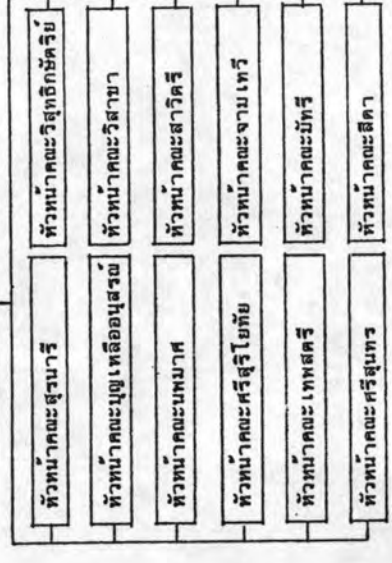 หัวหน้าคณะสุรนารี
หัวหน้าคณะวิสุทธิกษัตริย์
หัวหน้าคณะบุญเหลืออนุสรณ์
หัวหน้าคณะวิสาขา
หัวหน้าคณะนพมาศ
หัวหน้าคณะสาวิตรี
หัวหน้าคณะศรีสุริโยทัย
หัวหน้าคณะจามเทวี
หัวหน้าคณะเทพสตรี
หัวหน้าคณะมัทรี
หัวหน้าคณะศรีสุนทร
หัวหน้าคณะสีดา